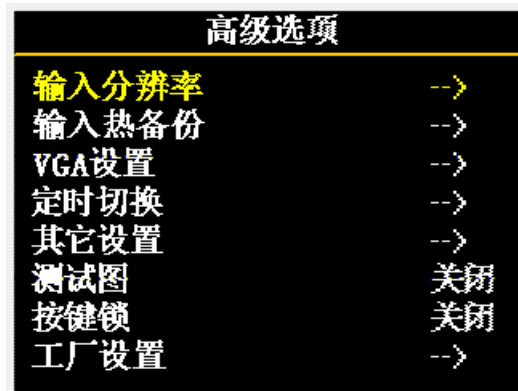 高级选项
输入分辨率 -->
输入热备份 -->
VGA设置 -->
定时切换 -->
其它设置 -->
测试图 关闭
按键锁 关闭
工厂设置 -->